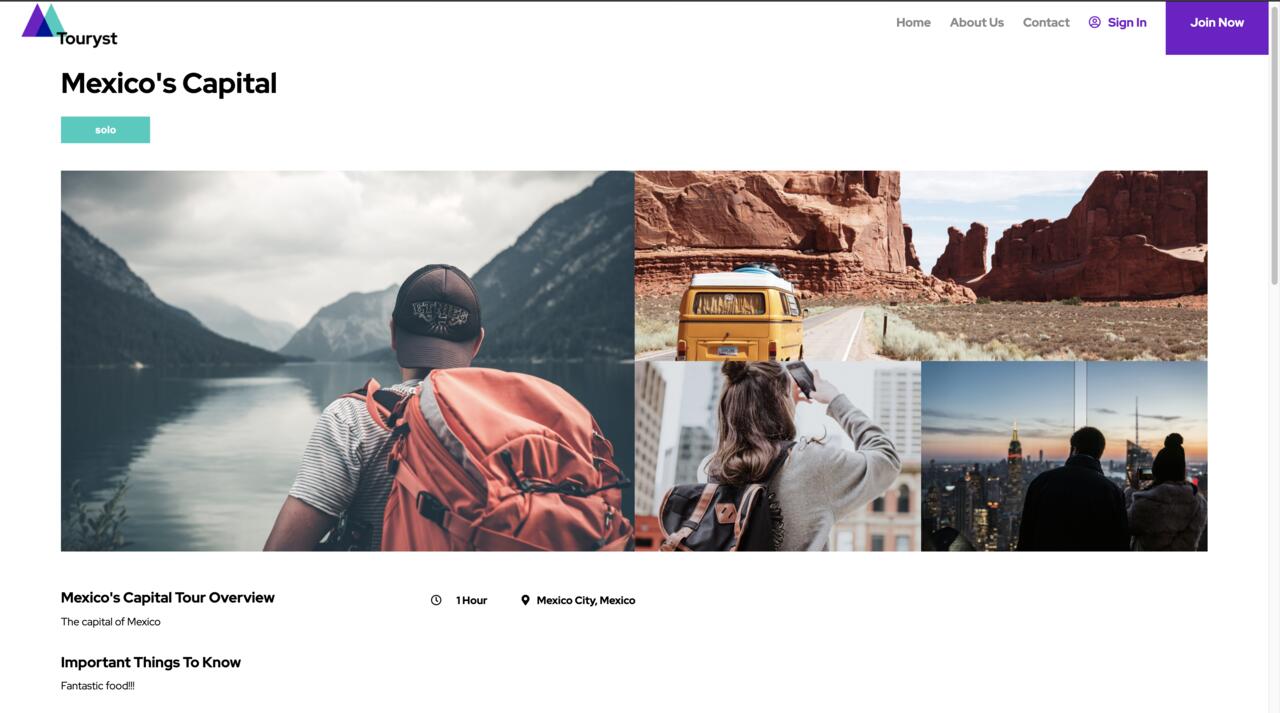 Touryst
Home About Us Contact Sign In Join Now
Mexico's Capital
solo
Mexico's Capital Tour Overview
1 Hour
Mexico City, Mexico
The capital of Mexico
Important Things To Know
Fantastic food!!!